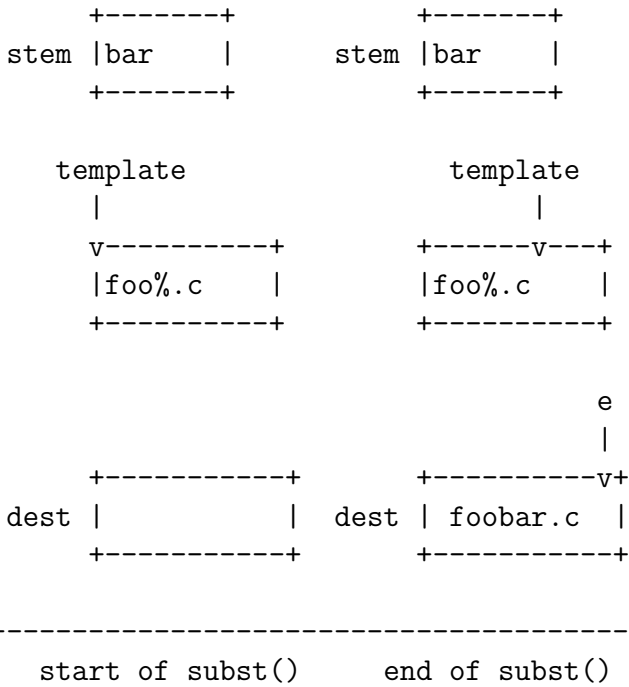 +-------+            +-------+
stem |bar    |       stem |bar    |
     +-------+            +-------+
   template                template
     |                           |
     v----------+         +------v---+
     |foo%.c    |         |foo%.c    |
     +----------+         +----------+
                                    e
                                    |
     +-----------+        +----------v+
dest |           |   dest | foobar.c  |
     +-----------+        +-----------+
---------------------------------------
  start of subst()      end of subst()